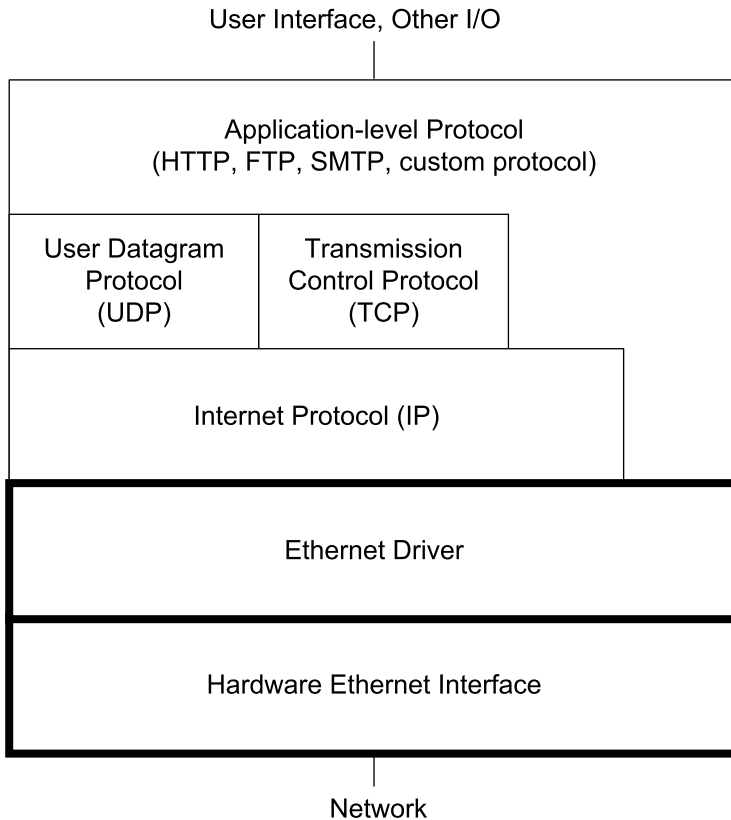 User Interface, Other I/O
Application-level Protocol
(HTTP, FTP, SMTP, custom protocol)
User Datagram
Protocol
(UDP)
Transmission
Control Protocol
(TCP)
Internet Protocol (IP)
Ethernet Driver
Hardware Ethernet Interface
Network